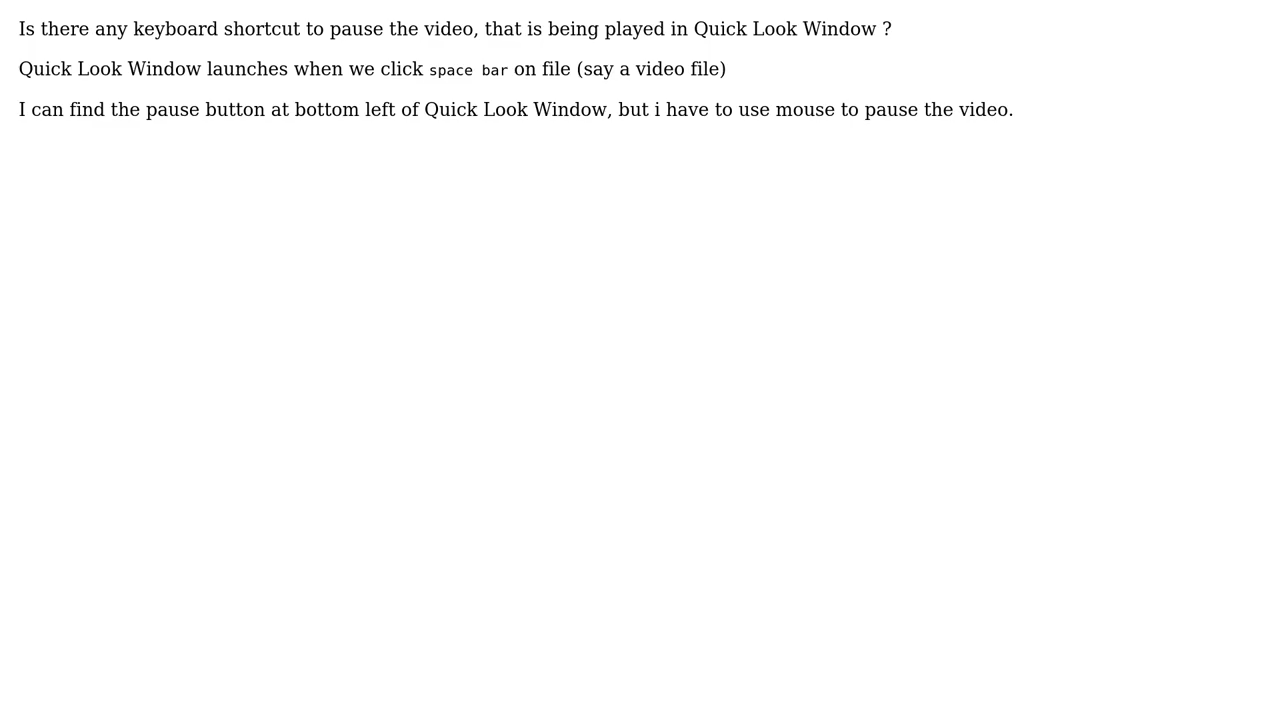 Is there any keyboard shortcut to pause the video, that is being played in Quick Look Window ?
Quick Look Window launches when we click space bar on file (say a video file)
I can find the pause button at bottom left of Quick Look Window, but i have to use mouse to pause the video.